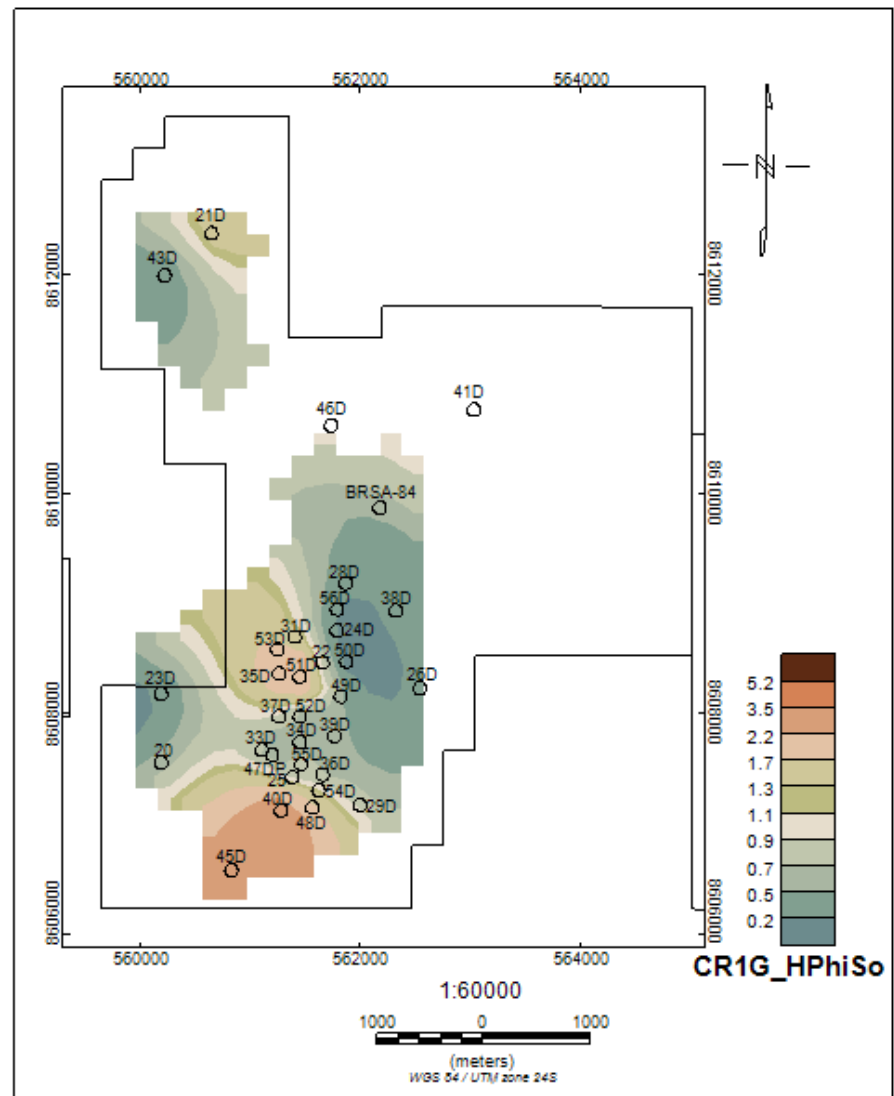 560000 562000 564000
N
21D
43D
8612000 8612000
41D
46D
BRSA-84
8610000 8610000
28D
56D 38D
24D
31D
53D
22 50D
51D
35D
26D
23D
49D
8608000 8608000
37D 52D
39D
34D
33D
2D
55D
47DP 36D
25
54D
40D
29D
48D
45D
8606000 8606000
560000 562000 564000
5.2
3.5
2.2
1.7
1.3
1.1
0.9
0.7
0.5
0.2
CR1G_HPhiSo
1:60000
1000 0 1000
(meters)
WGS 84 / UTM zone 24S